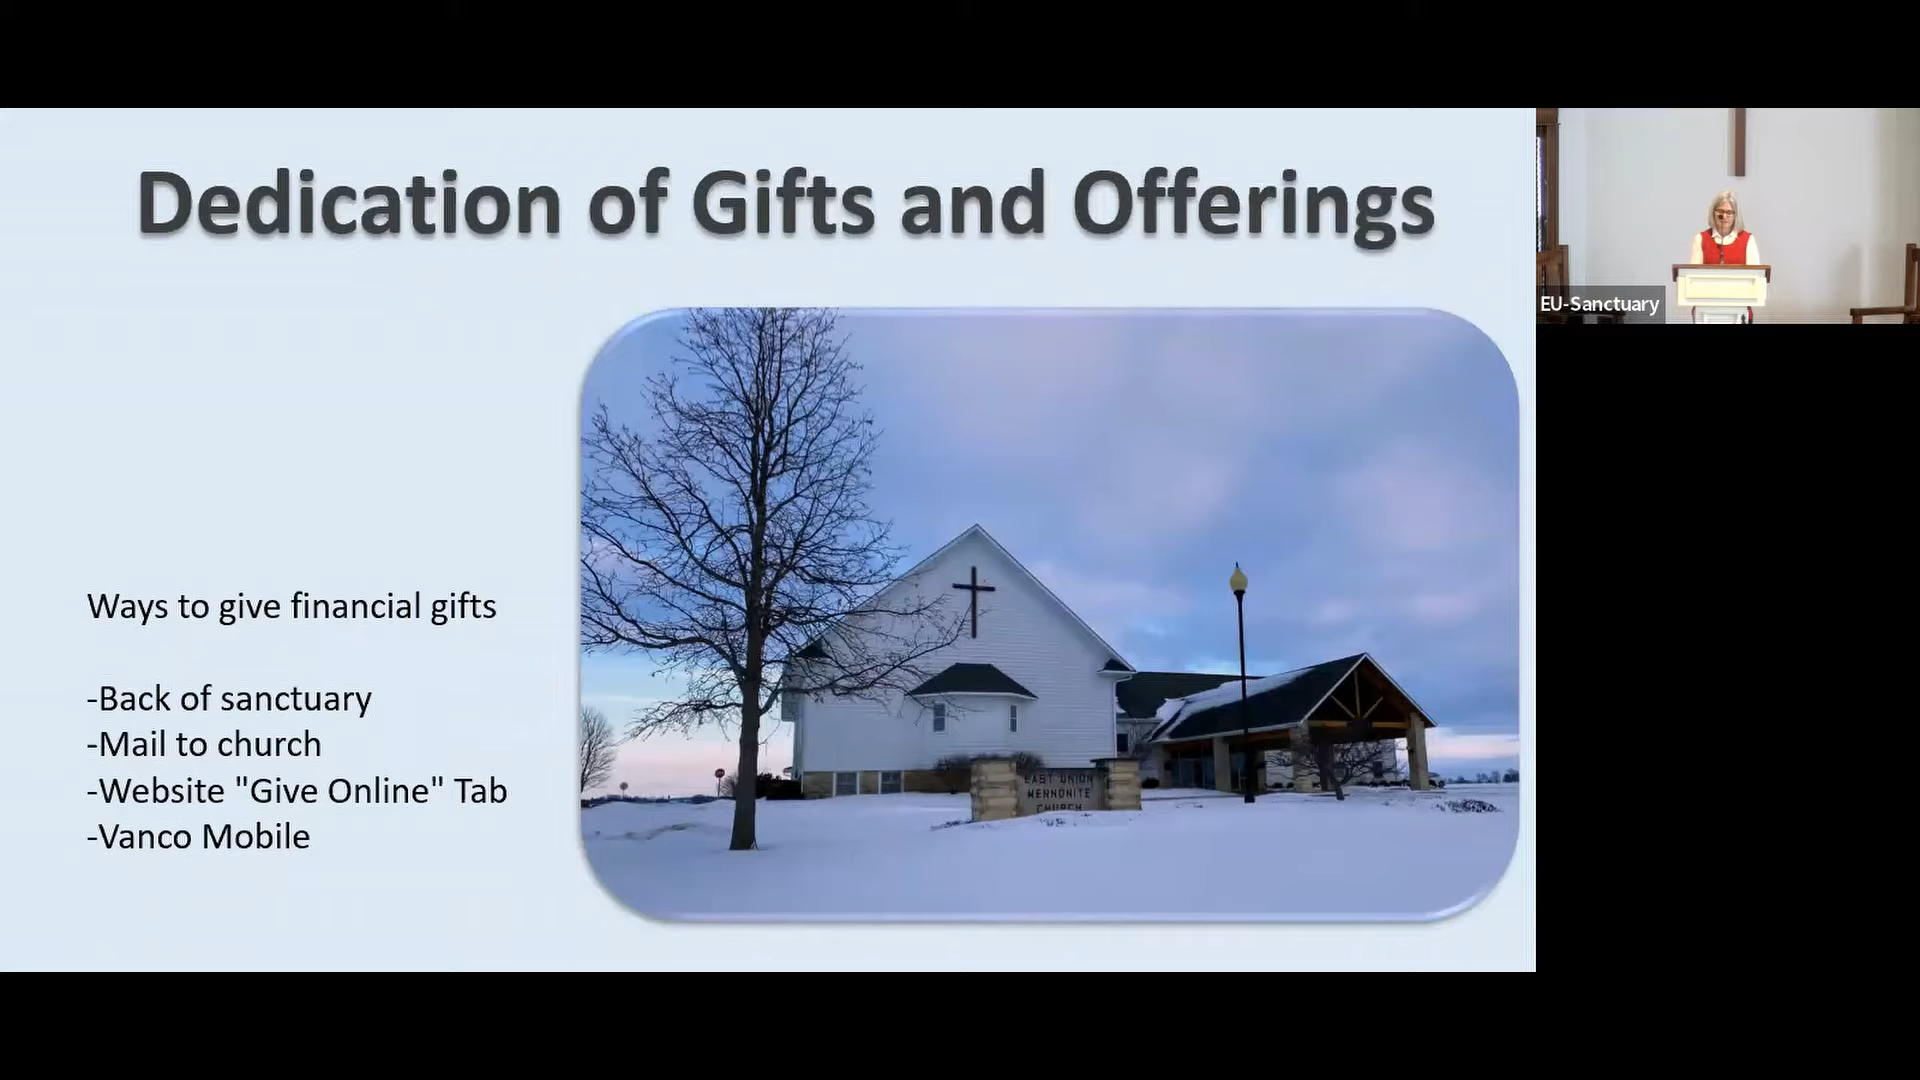 Dedication of Gifts and Offerings
EU-Sanctuary
Ways to give financial gifts
-Back of sanctuary
-Mail to church
-Website "Give Online" Tab
-Vanco Mobile
EAST UNION
MENNONITE
CHURCH